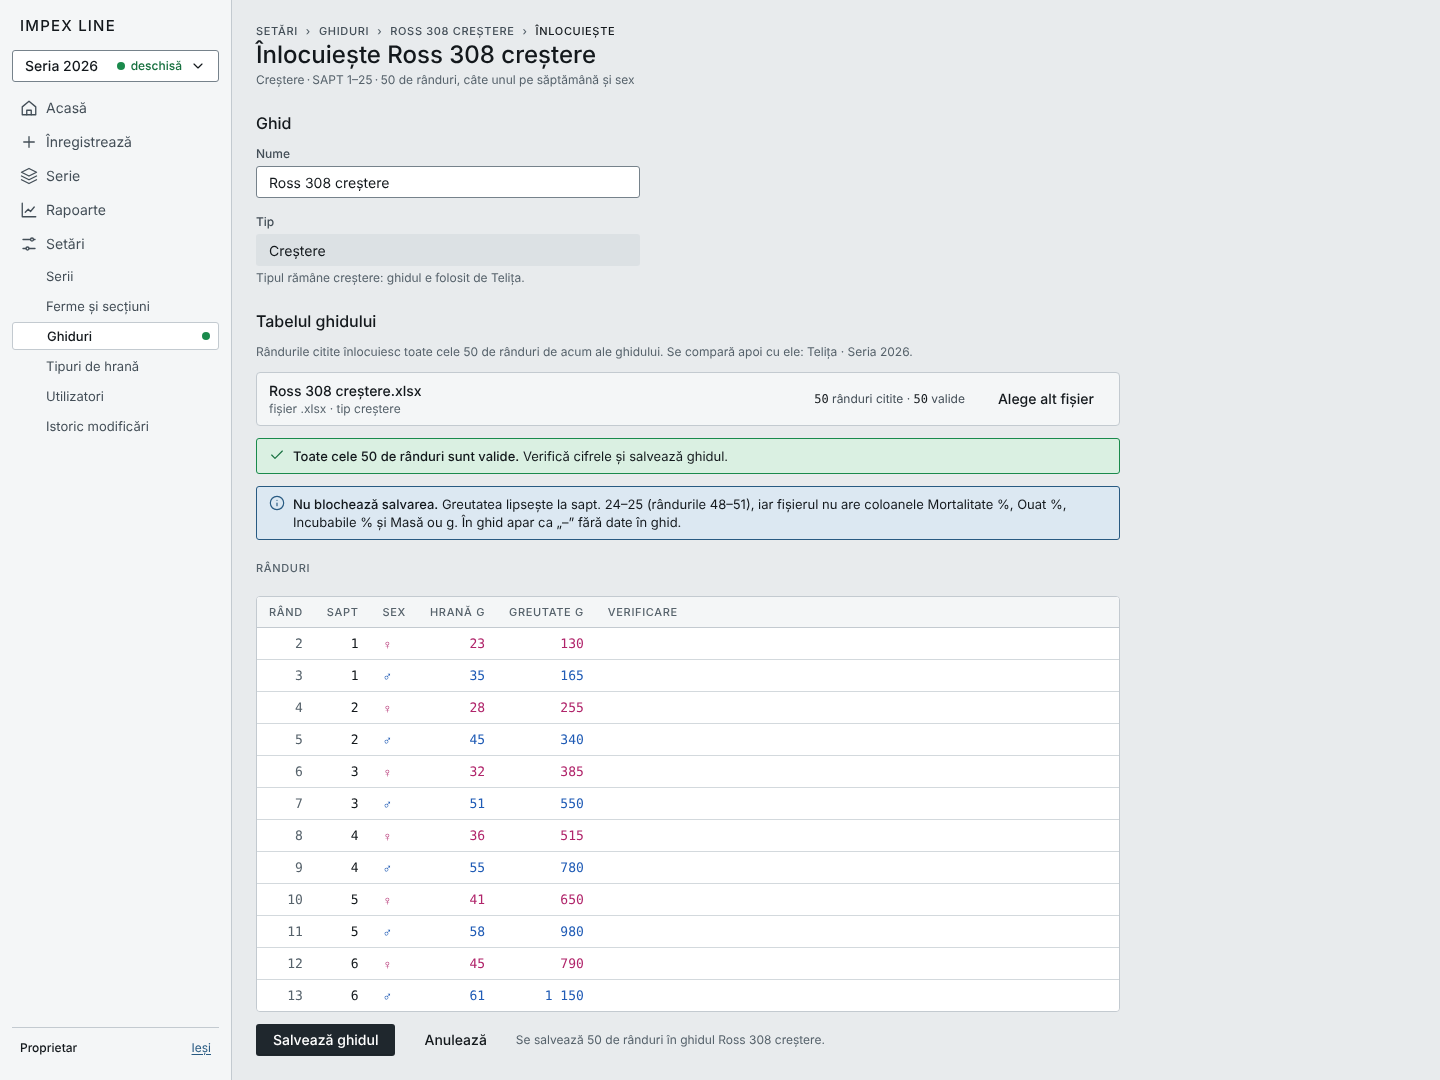 IMPEX LINE
Seria 2026 deschisă
Acasă
Înregistrează
Serie
Rapoarte
Setări
Serii
Ferme și secțiuni
Ghiduri
Tipuri de hrană
Utilizatori
Istoric modificări
Proprietar Ieși
SETĂRI › GHIDURI › ROSS 308 CREȘTERE › ÎNLOCUIEȘTE
Înlocuiește Ross 308 creștere
Creștere · SAPT 1–25 · 50 de rânduri, câte unul pe săptămână și sex
Ghid
Nume
Ross 308 creștere
Tip
Creștere
Tipul rămâne creștere: ghidul e folosit de Telița.
Tabelul ghidului
Rândurile citite înlocuiesc toate cele 50 de rânduri de acum ale ghidului. Se compară apoi cu ele: Telița · Seria 2026.
Ross 308 creștere.xlsx
fișier .xlsx · tip creștere
50 rânduri citite · 50 valide Alege alt fișier
Toate cele 50 de rânduri sunt valide. Verifică cifrele și salvează ghidul.
Nu blochează salvarea. Greutatea lipsește la sapt. 24–25 (rândurile 48–51), iar fișierul nu are coloanele Mortalitate %, Ouat %,
Incubabile % și Masă ou g. În ghid apar ca „–” fără date în ghid.
RÂNDURI
RÂND SAPT SEX HRANĂ G GREUTATE G VERIFICARE
2 1 ♀ 23 130
3 1 ♂ 35 165
4 2 ♀ 28 255
5 2 ♂ 45 340
6 3 ♀ 32 385
7 3 ♂ 51 550
8 4 ♀ 36 515
9 4 ♂ 55 780
10 5 ♀ 41 650
11 5 ♂ 58 980
12 6 ♀ 45 790
13 6 ♂ 61 1 150
Salvează ghidul Anulează Se salvează 50 de rânduri în ghidul Ross 308 creștere.